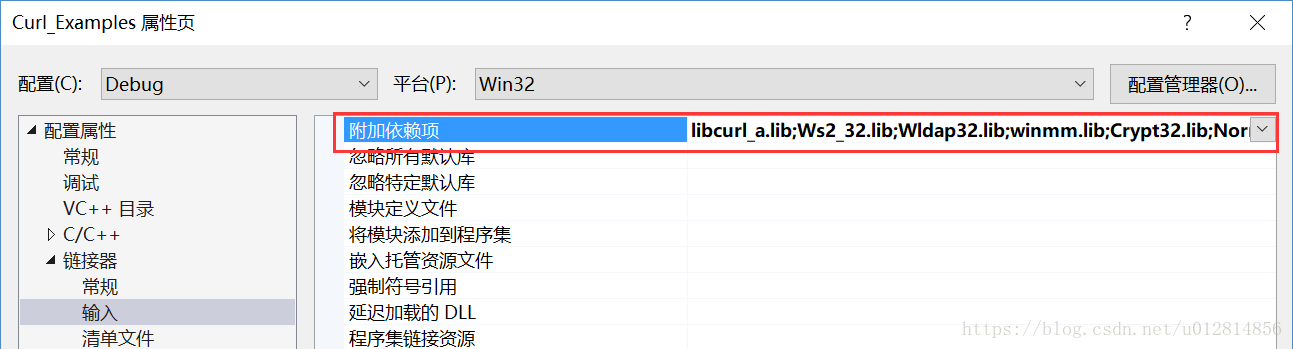 Curl_Examples 属性页
?
配置(C): Debug 平台(P): Win32 配置管理器(O)...
配置属性
常规
调试
VC++ 目录
C/C++
链接器
常规
输入
清单文件
附加依赖项 libcurl_a.lib;Ws2_32.lib;Wldap32.lib;winmm.lib;Crypt32.lib;Nor
忽略所有默认库
忽略特定默认库
模块定义文件
将模块添加到程序集
嵌入托管资源文件
强制符号引用
延迟加载的 DLL
程序集链接资源
https://blog.csdn.net/u012814856